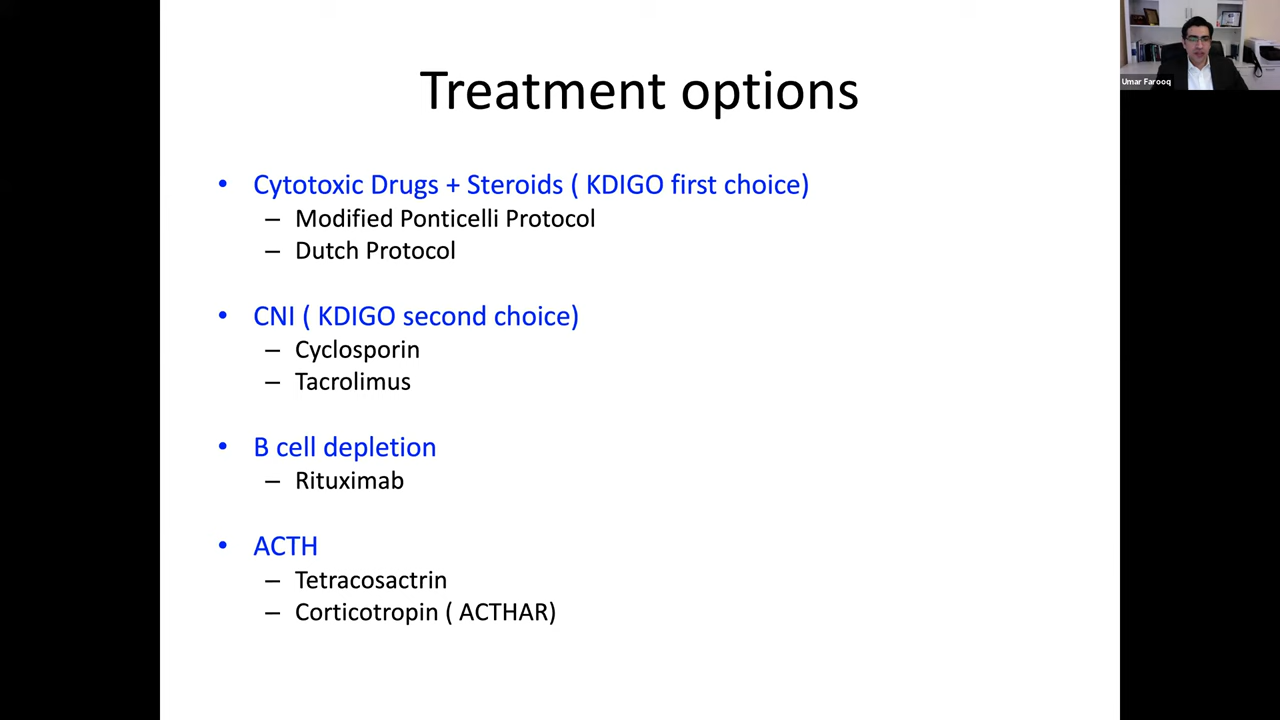 Umar Farooq
Treatment options
• Cytotoxic Drugs + Steroids ( KDIGO first choice)
– Modified Ponticelli Protocol
– Dutch Protocol
• CNI ( KDIGO second choice)
– Cyclosporin
– Tacrolimus
• B cell depletion
– Rituximab
• ACTH
– Tetracosactrin
– Corticotropin ( ACTHAR)